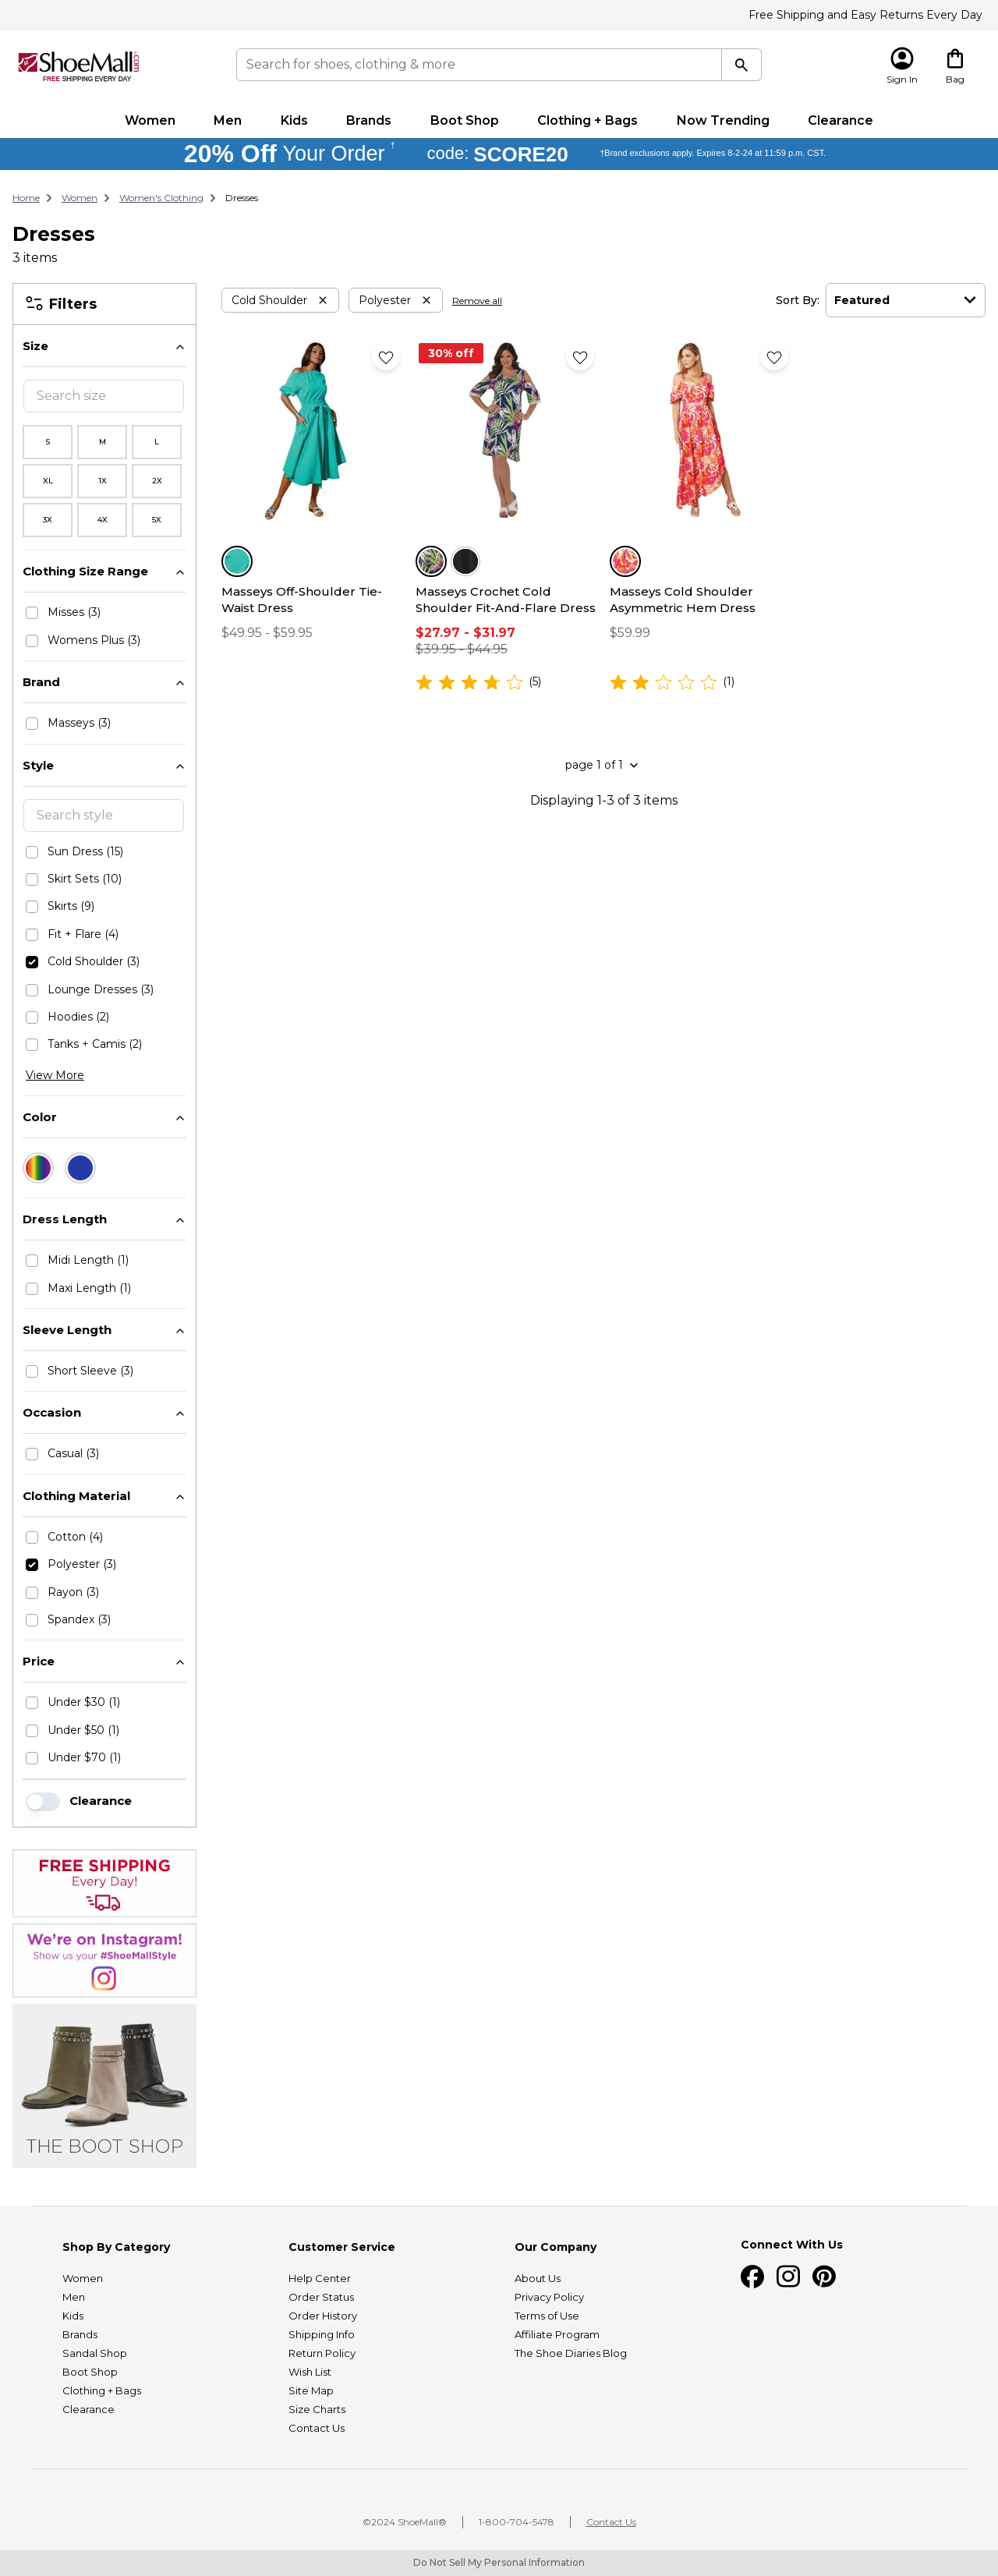 Free Shipping and Easy Returns Every Day
ShoeMall.com
FREE SHIPPING EVERY DAY
Search for shoes, clothing & more
Sign In
Bag
Women
Men
Kids
Brands
Boot Shop
Clothing + Bags
Now Trending
Clearance
20% Off Your Order † code: SCORE20 †Brand exclusions apply. Expires 8-2-24 at 11:59 p.m. CST.
Home
Women
Women's Clothing
Dresses
Dresses
3 items
Filters
Size
Search size
S
M
L
XL
1X
2X
3X
4X
5X
Clothing Size Range
Misses (3)
Womens Plus (3)
Brand
Masseys (3)
Style
Search style
Sun Dress (15)
Skirt Sets (10)
Skirts (9)
Fit + Flare (4)
Cold Shoulder (3)
Lounge Dresses (3)
Hoodies (2)
Tanks + Camis (2)
View More
Color
Dress Length
Midi Length (1)
Maxi Length (1)
Sleeve Length
Short Sleeve (3)
Occasion
Casual (3)
Clothing Material
Cotton (4)
Polyester (3)
Rayon (3)
Spandex (3)
Price
Under $30 (1)
Under $50 (1)
Under $70 (1)
Clearance
FREE SHIPPING
Every Day!
We're on Instagram!
Show us your #ShoeMallStyle
THE BOOT SHOP
Cold Shoulder
Polyester
Remove all
Sort By:
Featured
Masseys Off-Shoulder Tie-
Waist Dress
$49.95 - $59.95
30% off
Masseys Crochet Cold
Shoulder Fit-And-Flare Dress
$27.97 - $31.97
$39.95 - $44.95
(5)
Masseys Cold Shoulder
Asymmetric Hem Dress
$59.99
(1)
page 1 of 1
Displaying 1-3 of 3 items
Shop By Category
Women
Men
Kids
Brands
Sandal Shop
Boot Shop
Clothing + Bags
Clearance
Customer Service
Help Center
Order Status
Order History
Shipping Info
Return Policy
Wish List
Site Map
Size Charts
Contact Us
Our Company
About Us
Privacy Policy
Terms of Use
Affiliate Program
The Shoe Diaries Blog
Connect With Us
©2024 ShoeMall®
1-800-704-5478
Contact Us
Do Not Sell My Personal Information